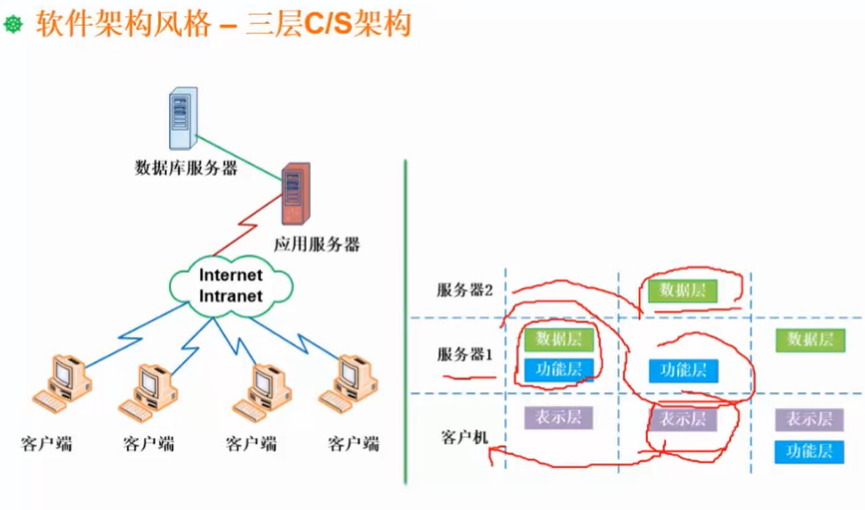 软件架构风格 – 三层C/S架构
数据库服务器
应用服务器
Internet
Intranet
客户端 客户端 客户端 客户端
服务器2 数据层
服务器1 数据层 数据层
功能层 功能层
客户机 表示层 表示层 表示层
功能层